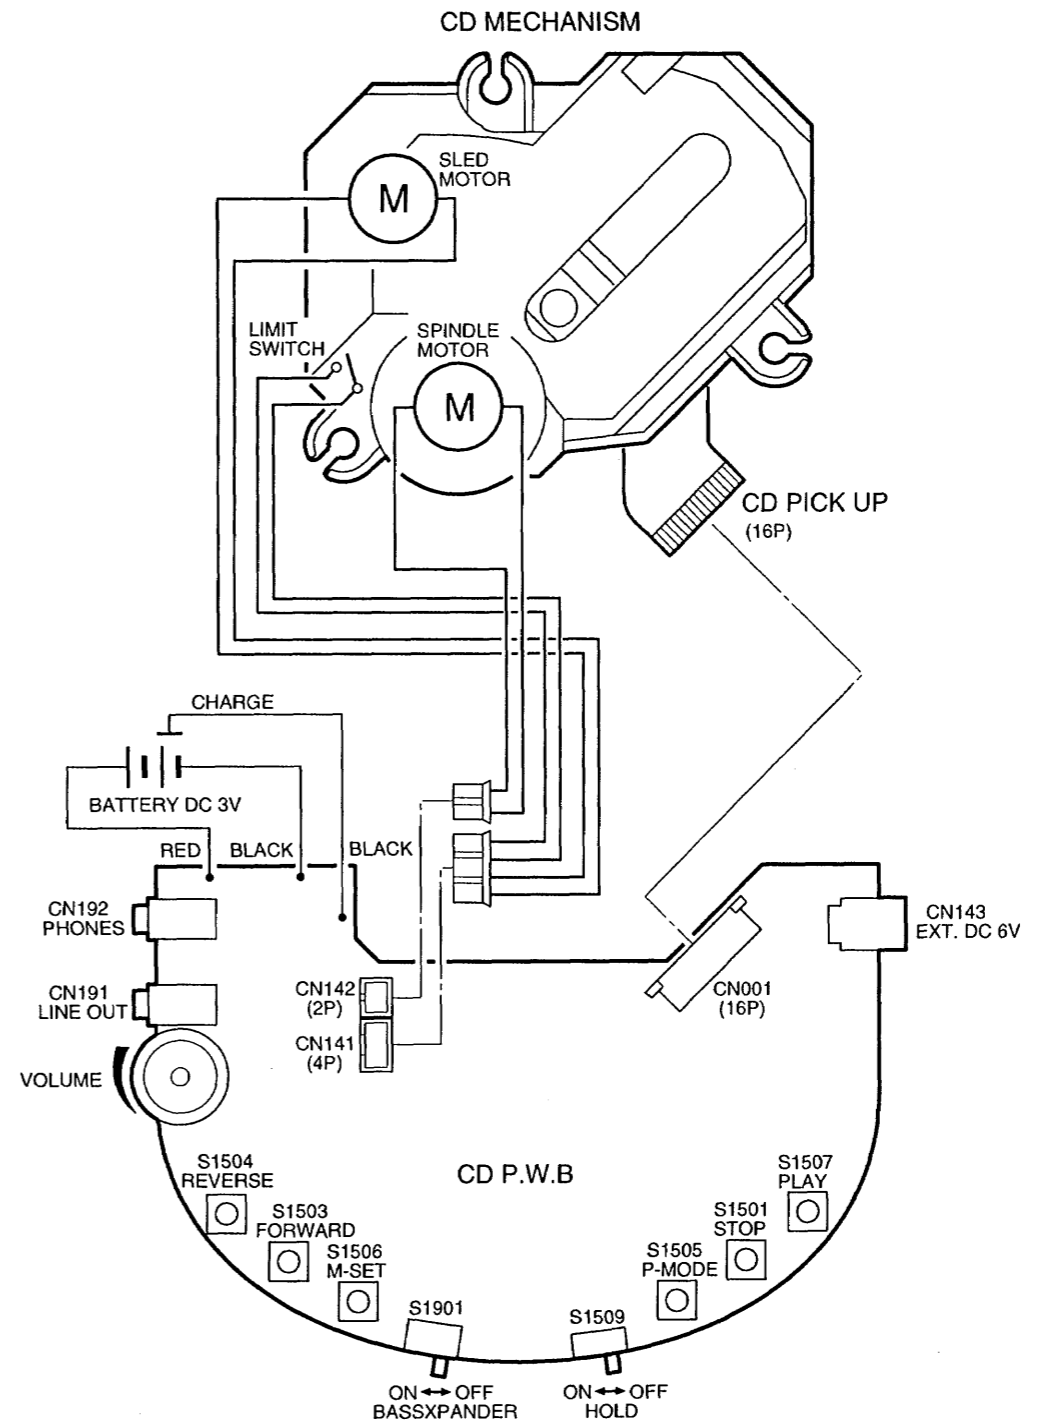 CD MECHANISM
SLED
MOTOR
M
LIMIT
SWITCH
SPINDLE
MOTOR
M
CD PICK UP
(16P)
CHARGE
BATTERY DC 3V
RED
BLACK
BLACK
CN192
PHONES
CN143
EXT. DC 6V
CN191
LINE OUT
CN142
(2P)
CN001
(16P)
CN141
(4P)
VOLUME
CD P.W.B
S1504
REVERSE
S1507
PLAY
S1503
FORWARD
S1501
STOP
S1506
M-SET
S1505
P-MODE
S1901
S1509
ON ↔ OFF
BASSXPANDER
ON ↔ OFF
HOLD